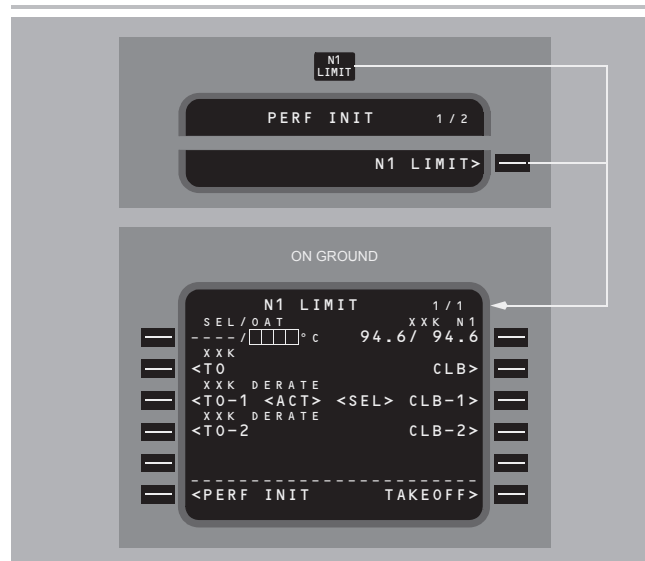 N1
LIMIT
PERF INIT 1/2
N1 LIMIT>
ON GROUND
N1 LIMIT 1/1
SEL/OAT XXK N1
----/□□□□°C 94.6/ 94.6
XXK
<TO CLB>
XXK DERATE
<TO-1 <ACT> <SEL> CLB-1>
XXK DERATE
<TO-2 CLB-2>
------------------------
<PERF INIT TAKEOFF>